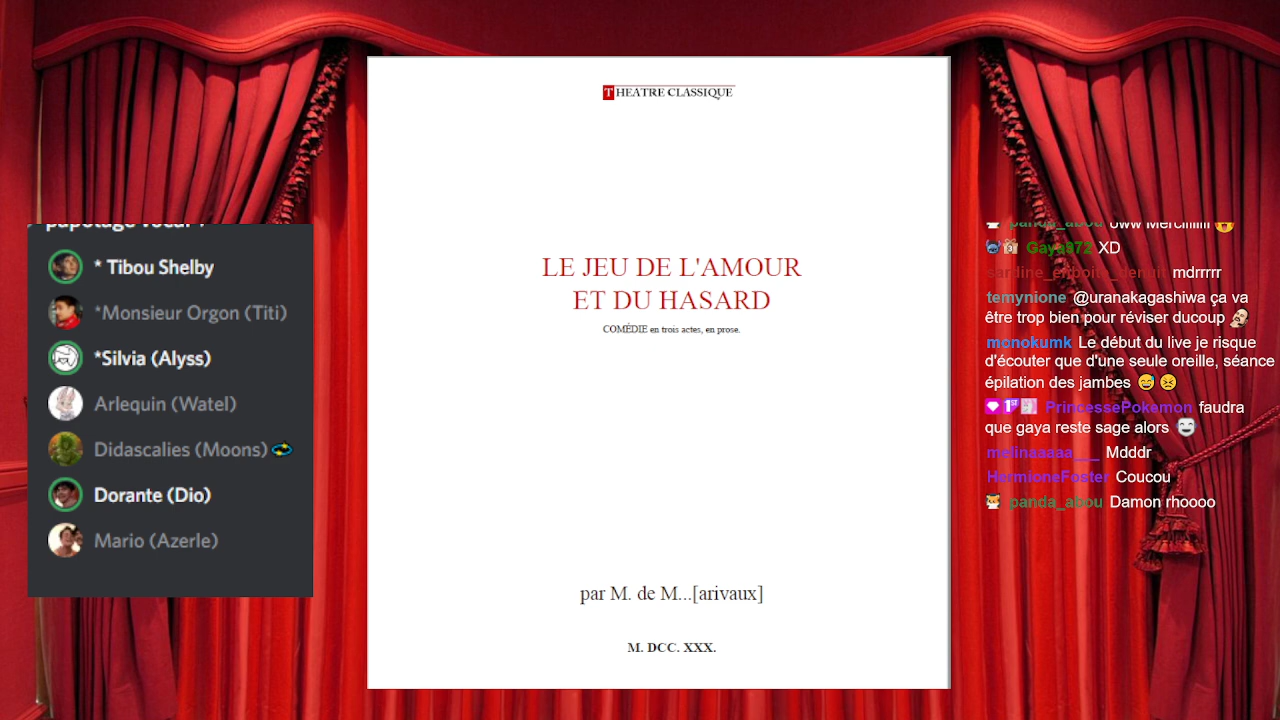 papotage vocal
* Tibou Shelby
*Monsieur Orgon (Titi)
*Silvia (Alyss)
Arlequin (Watel)
Didascalies (Moons)
Dorante (Dio)
Mario (Azerle)
THEATRE CLASSIQUE
LE JEU DE L'AMOUR
ET DU HASARD
COMÉDIE en trois actes, en prose.
par M. de M...[arivaux]
M. DCC. XXX.
panda_abou oww Merciiiiii
Gaya972 XD
mdrrrrr
temynione @uranakagashiwa ça va
être trop bien pour réviser ducoup
monokumk Le début du live je risque
d'écouter que d'une seule oreille, séance
épilation des jambes
1ST PrincessePokemon faudra
que gaya reste sage alors
melinaaaaa___ Mdddr
HermioneFoster Coucou
panda_abou Damon rhoooo